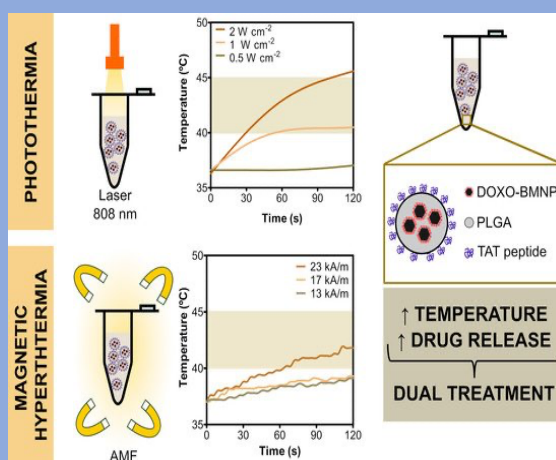 PHOTOTHERMIA
Laser
808 nm
Temperature (ºC)
50
45
40
35
2 W cm-2
1 W cm-2
0.5 W cm-2
0 30 60 90 120
Time (s)
DOXO-BMNP
PLGA
TAT peptide
MAGNETIC
HYPERTHTERMIA
AMF
Temperature (ºC)
50
45
40
35
23 kA/m
17 kA/m
13 kA/m
0 30 60 90 120
Time (s)
↑ TEMPERATURE
↑ DRUG RELEASE
DUAL TREATMENT